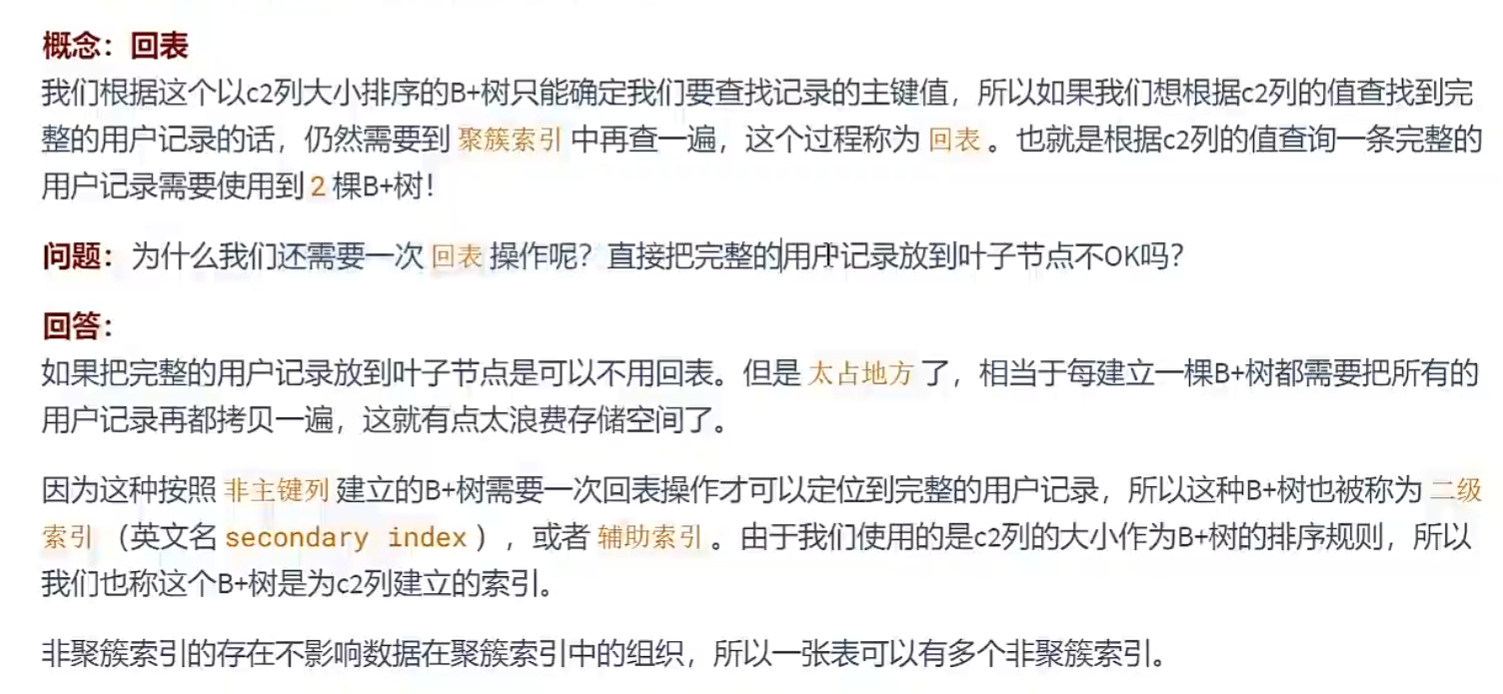 概念：回表
我们根据这个以c2列大小排序的B+树只能确定我们要查找记录的主键值，所以如果我们想根据c2列的值查找到完
整的用户记录的话，仍然需要到 聚簇索引 中再查一遍，这个过程称为 回表 。也就是根据c2列的值查询一条完整的
用户记录需要使用到 2 棵B+树！
问题：为什么我们还需要一次 回表 操作呢？直接把完整的用户记录放到叶子节点不OK吗？
回答：
如果把完整的用户记录放到叶子节点是可以不用回表。但是 太占地方 了，相当于每建立一棵B+树都需要把所有的
用户记录再都拷贝一遍，这就有点太浪费存储空间了。
因为这种按照 非主键列 建立的B+树需要一次回表操作才可以定位到完整的用户记录，所以这种B+树也被称为 二级
索引 （英文名 secondary index ），或者 辅助索引 。由于我们使用的是c2列的大小作为B+树的排序规则，所以
我们也称这个B+树是为c2列建立的索引。
非聚簇索引的存在不影响数据在聚簇索引中的组织，所以一张表可以有多个非聚簇索引。